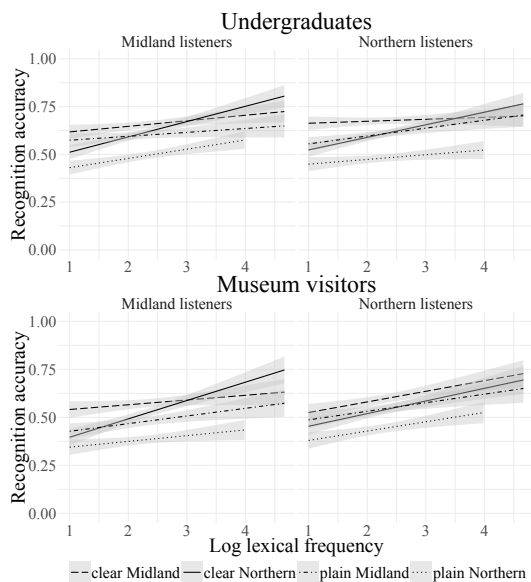 Undergraduates
Midland listeners Northern listeners
Recognition accuracy
1.00
0.75
0.50
0.25
0.00
1 2 3 4 1 2 3 4
Museum visitors
Midland listeners Northern listeners
Recognition accuracy
1.00
0.75
0.50
0.25
0.00
1 2 3 4 1 2 3 4
Log lexical frequency
clear Midland clear Northern plain Midland plain Northern